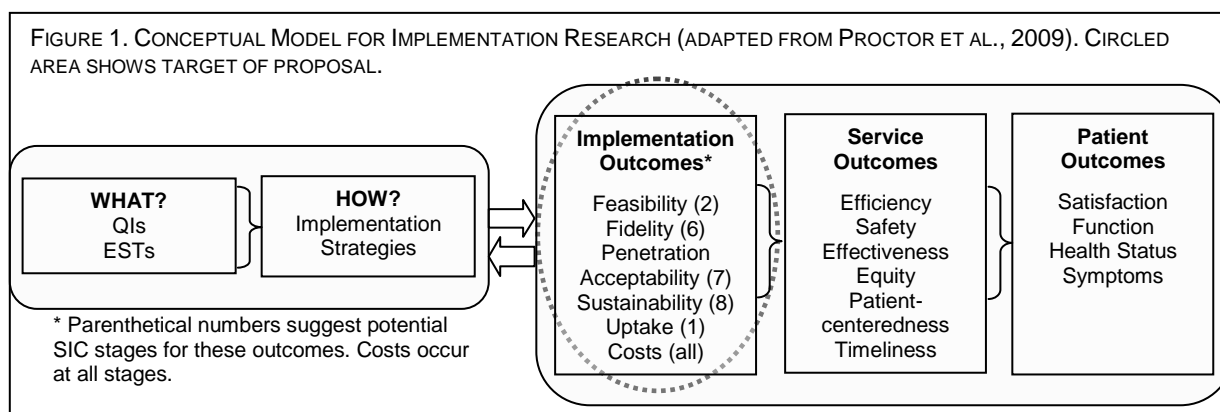 FIGURE 1. CONCEPTUAL MODEL FOR IMPLEMENTATION RESEARCH (ADAPTED FROM PROCTOR ET AL., 2009). CIRCLED
AREA SHOWS TARGET OF PROPOSAL.
WHAT?
QIs
ESTs
HOW?
Implementation
Strategies
* Parenthetical numbers suggest potential
SIC stages for these outcomes. Costs occur
at all stages.
Implementation
Outcomes*
Feasibility (2)
Fidelity (6)
Penetration
Acceptability (7)
Sustainability (8)
Uptake (1)
Costs (all)
Service
Outcomes
Efficiency
Safety
Effectiveness
Equity
Patient-
centeredness
Timeliness
Patient
Outcomes
Satisfaction
Function
Health Status
Symptoms